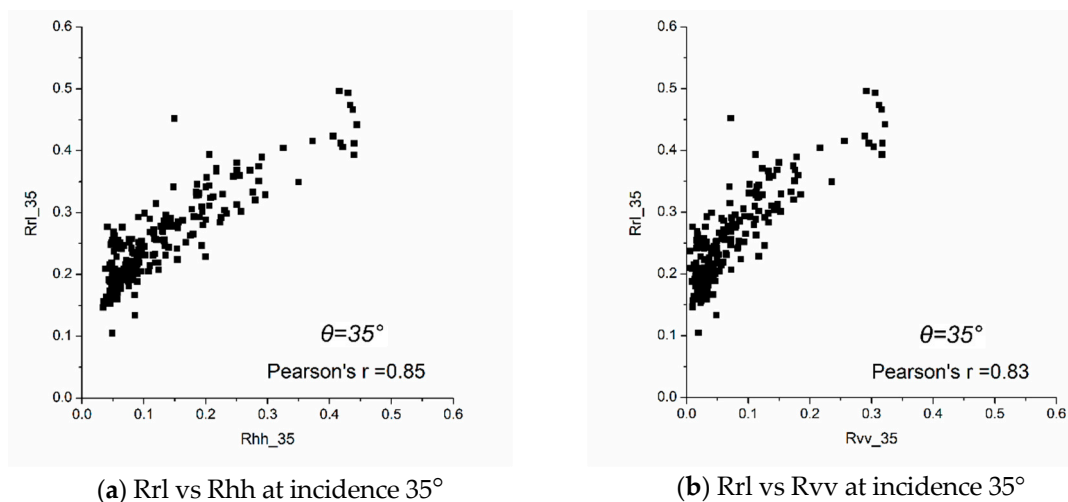 0.6
0.5
0.4
0.3
0.2
0.1
0.0
Rrl_35
θ=35°
Pearson's r =0.85
0.0 0.1 0.2 0.3 0.4 0.5 0.6
Rhh_35
(a) Rrl vs Rhh at incidence 35°
0.6
0.5
0.4
0.3
0.2
0.1
0.0
Rrl_35
θ=35°
Pearson's r =0.83
0.0 0.1 0.2 0.3 0.4 0.5 0.6
Rvv_35
(b) Rrl vs Rvv at incidence 35°